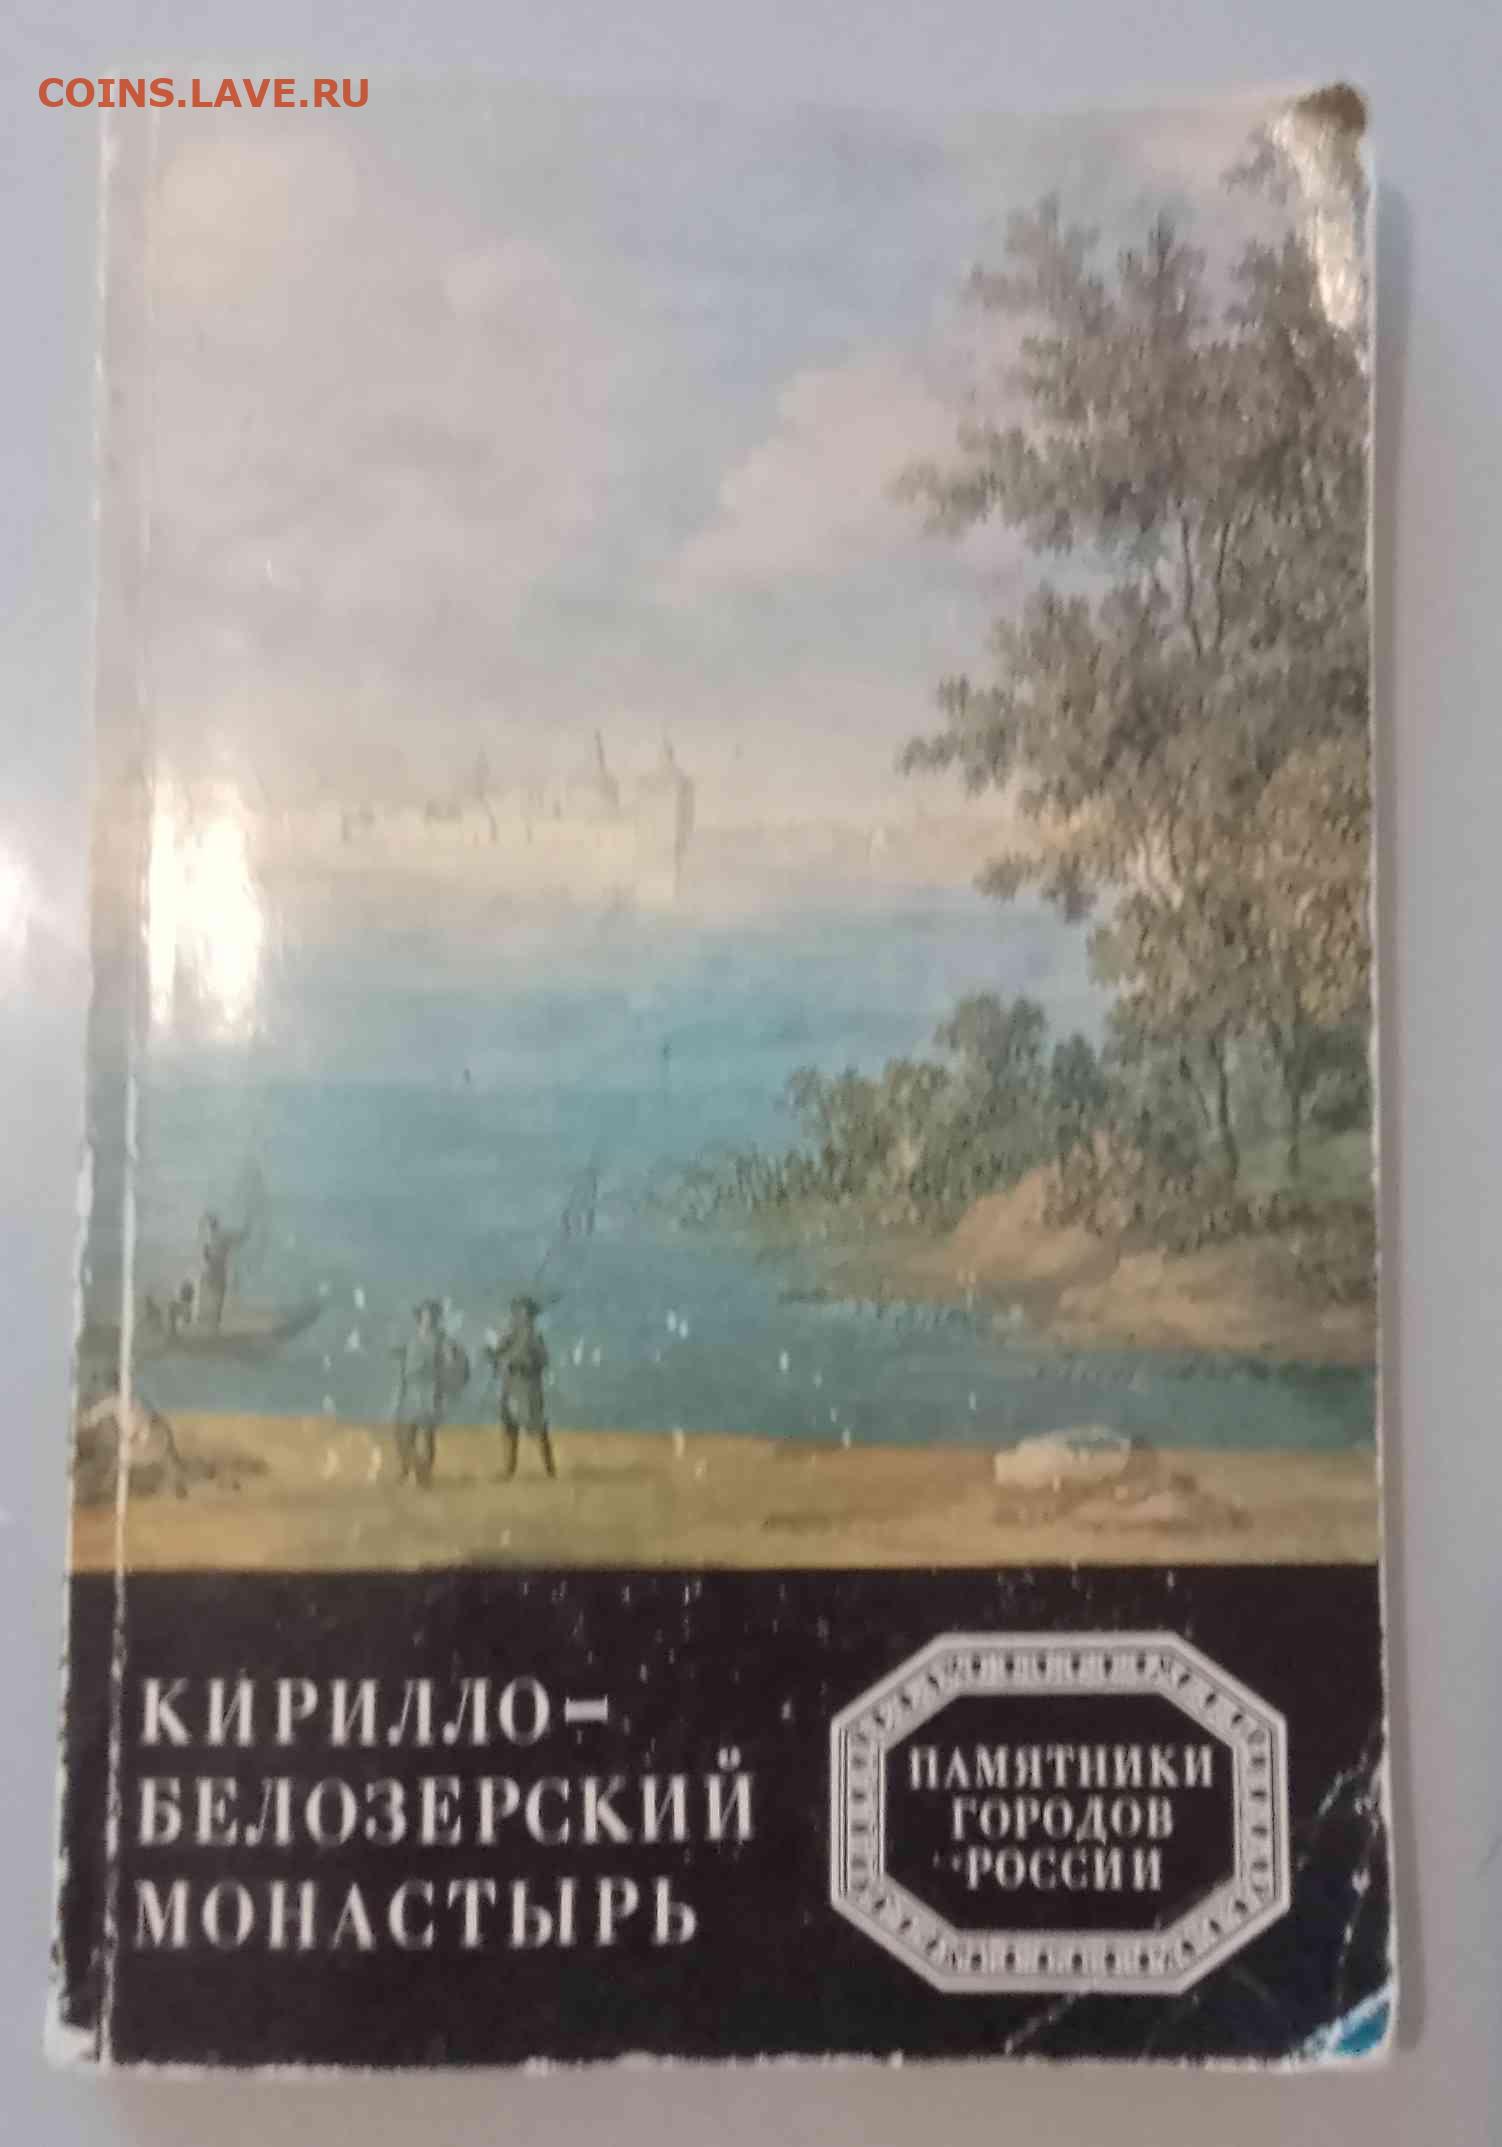 COINS.LAVE.RU
КИРИЛЛО-
БЕЛОЗЕРСКИЙ
МОНАСТЫРЬ
ПАМЯТНИКИ
ГОРОДОВ
РОССИИ